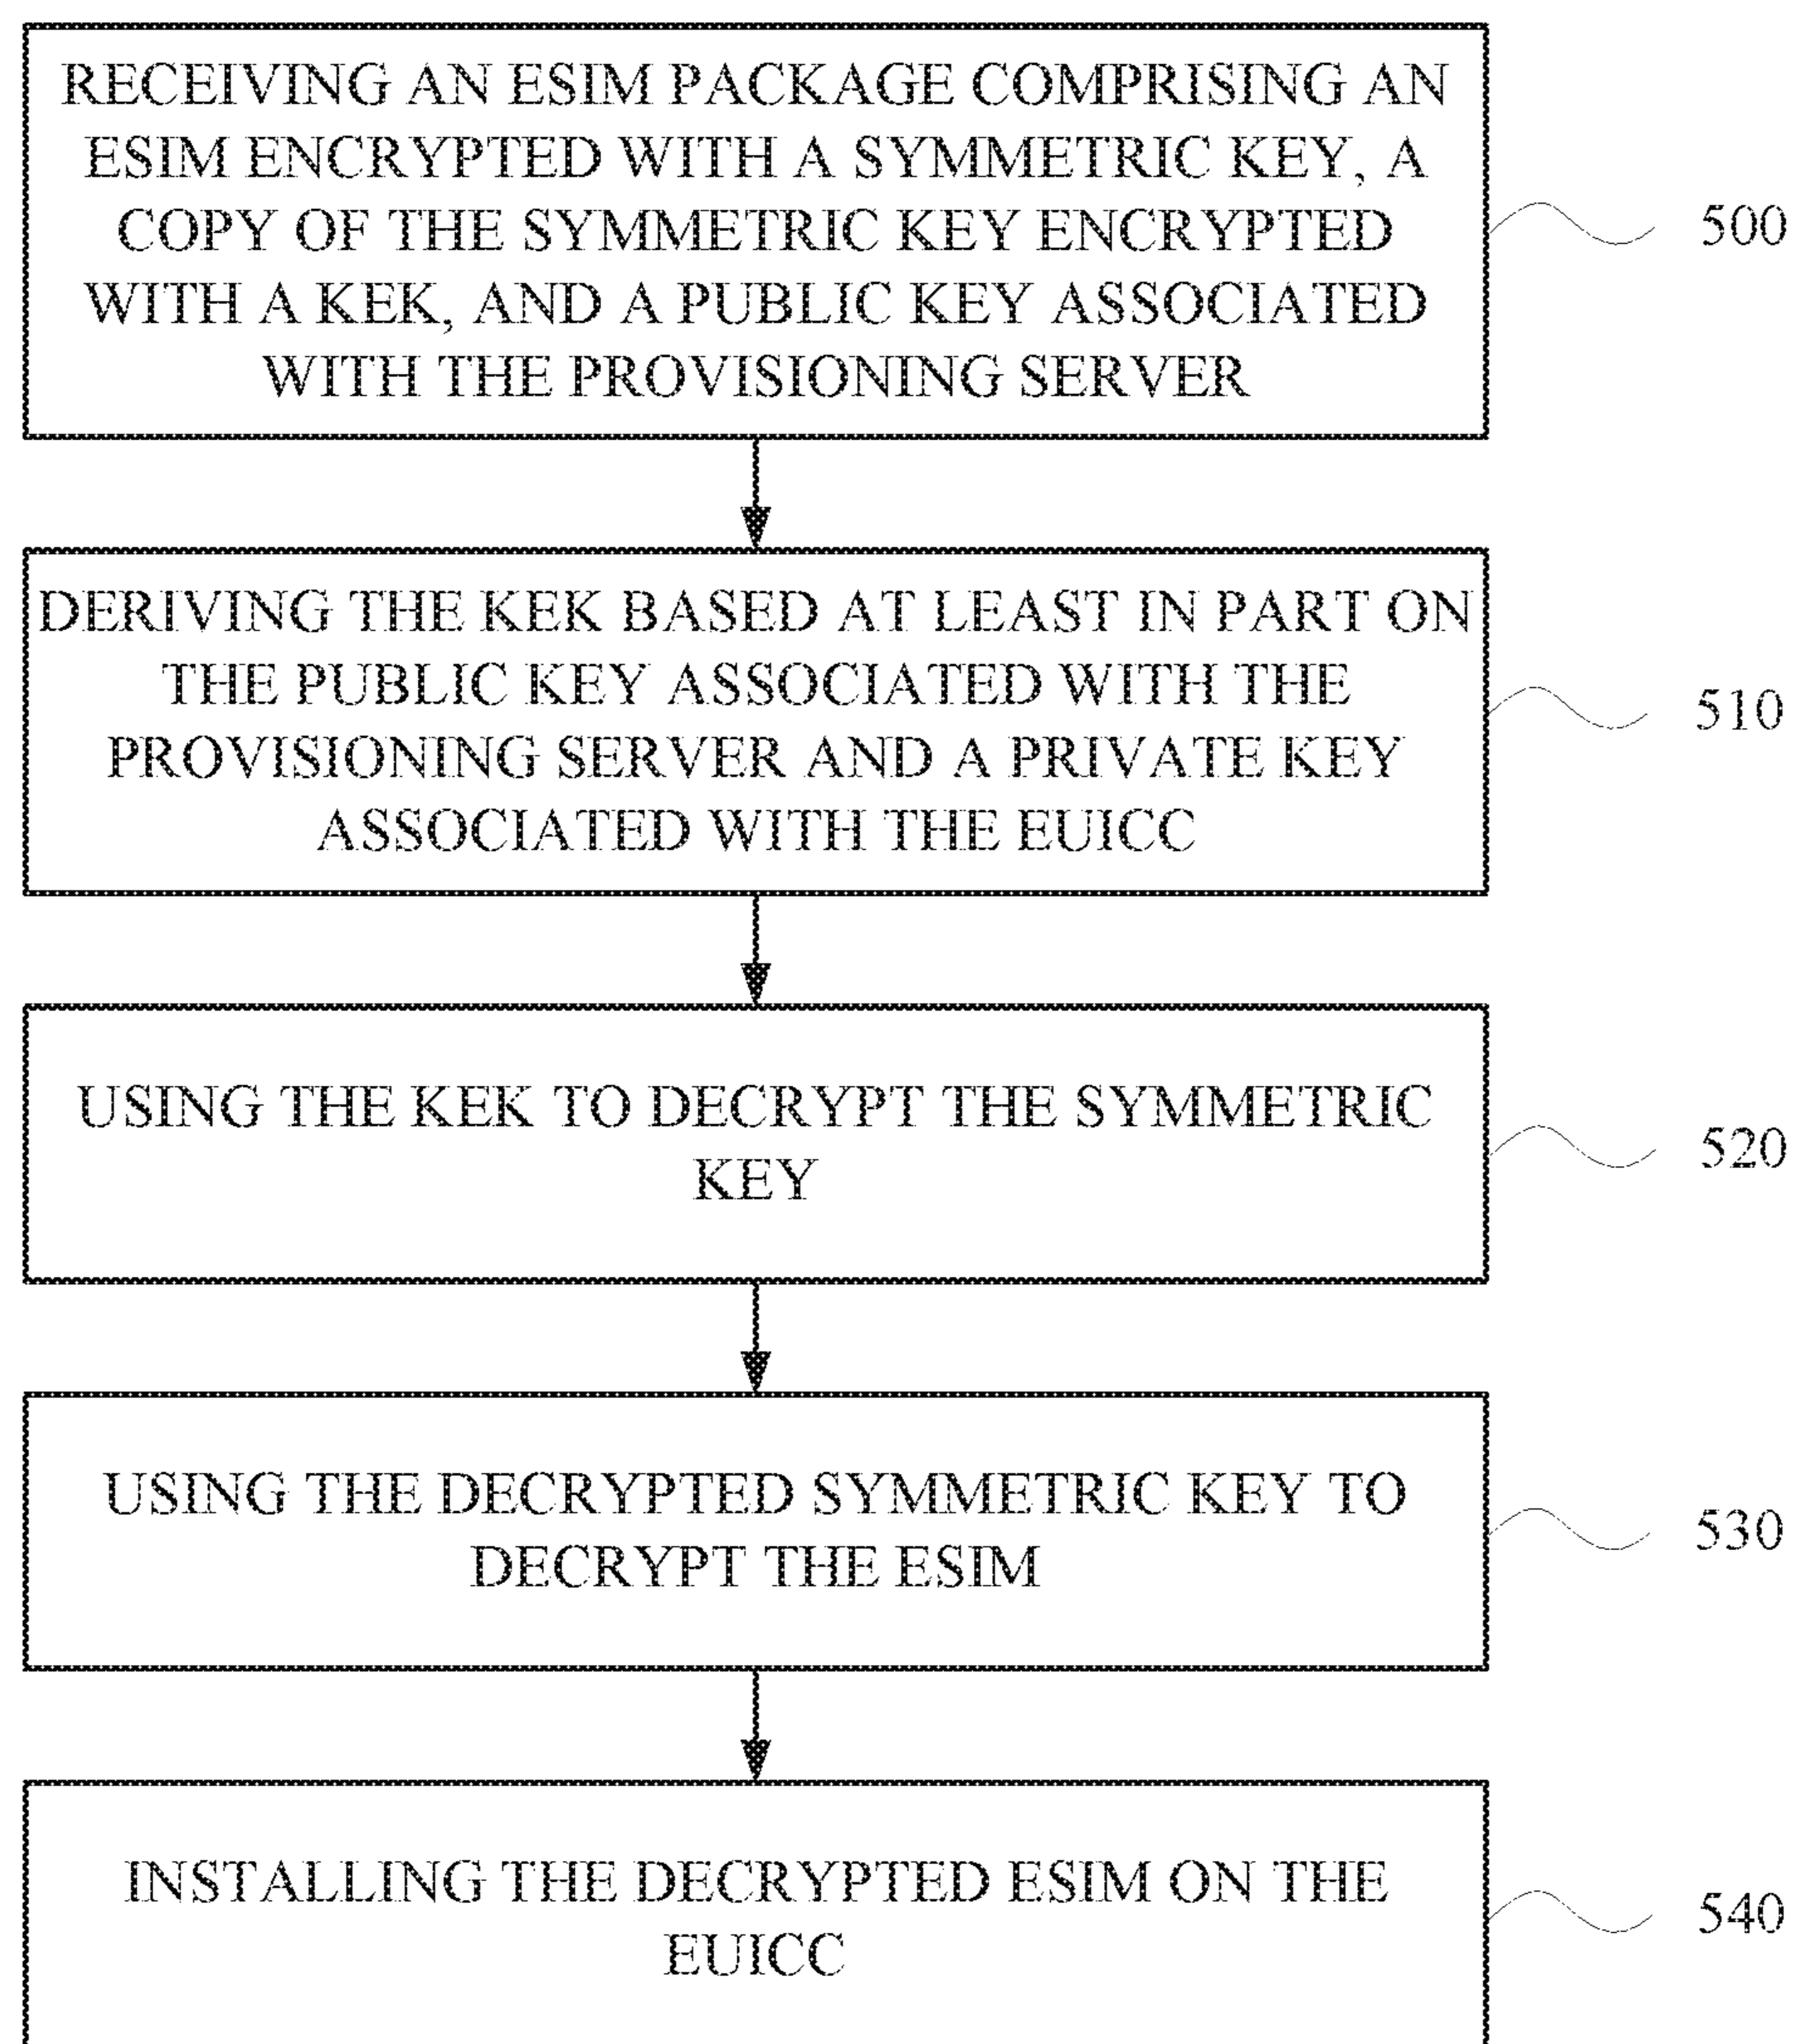 RECEIVING AN ESIM PACKAGE COMPRISING AN
ESIM ENCRYPTED WITH A SYMMETRIC KEY, A
COPY OF THE SYMMETRIC KEY ENCRYPTED
WITH A KEK, AND A PUBLIC KEY ASSOCIATED
WITH THE PROVISIONING SERVER
500
DERIVING THE KEK BASED AT LEAST IN PART ON
THE PUBLIC KEY ASSOCIATED WITH THE
PROVISIONING SERVER AND A PRIVATE KEY
ASSOCIATED WITH THE EUICC
510
USING THE KEK TO DECRYPT THE SYMMETRIC
KEY
520
USING THE DECRYPTED SYMMETRIC KEY TO
DECRYPT THE ESIM
530
INSTALLING THE DECRYPTED ESIM ON THE
EUICC
540